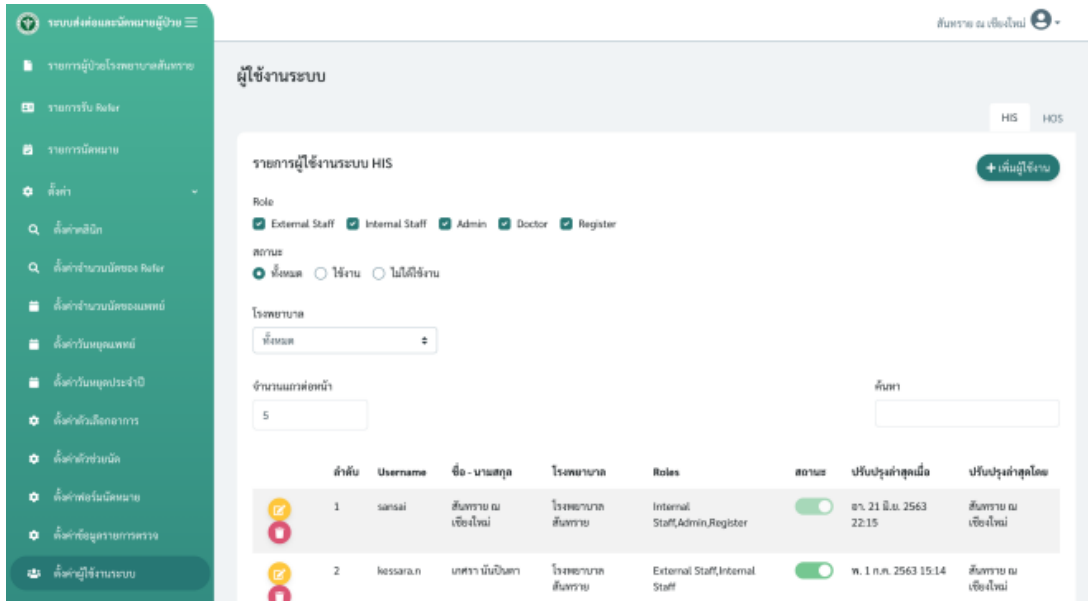 ระบบส่งต่อและนัดหมายผู้ป่วย
สันทราย ณ เชียงใหม่
รายการผู้ป่วยโรงพยาบาลสันทราย
รายการรับ Refer
รายการนัดหมาย
ตั้งค่า
ตั้งค่าคลินิก
ตั้งค่าจำนวนนัดของ Refer
ตั้งค่าจำนวนนัดของแพทย์
ตั้งค่าวันหยุดแพทย์
ตั้งค่าวันหยุดประจำปี
ตั้งค่าตัวเลือกอาการ
ตั้งค่าตัวช่วยนัด
ตั้งค่าฟอร์มนัดหมาย
ตั้งค่าข้อมูลรายการตรวจ
ตั้งค่าผู้ใช้งานระบบ
ผู้ใช้งานระบบ
HIS HOS
รายการผู้ใช้งานระบบ HIS
+ เพิ่มผู้ใช้งาน
Role
External Staff Internal Staff Admin Doctor Register
สถานะ
ทั้งหมด ใช้งาน ไม่ได้ใช้งาน
โรงพยาบาล
ทั้งหมด
จำนวนแถวต่อหน้า ค้นหา
5
ลำดับ Username ชื่อ - นามสกุล โรงพยาบาล Roles สถานะ ปรับปรุงล่าสุดเมื่อ ปรับปรุงล่าสุดโดย
1 sansai สันทราย ณ โรงพยาบาล Internal อา. 21 มิ.ย. 2563 สันทราย ณ
เชียงใหม่ สันทราย Staff,Admin,Register 22:15 เชียงใหม่
2 kessara.n เกศรา นันปินตา โรงพยาบาล External Staff,Internal พ. 1 ก.ค. 2563 15:14 สันทราย ณ
สันทราย Staff เชียงใหม่